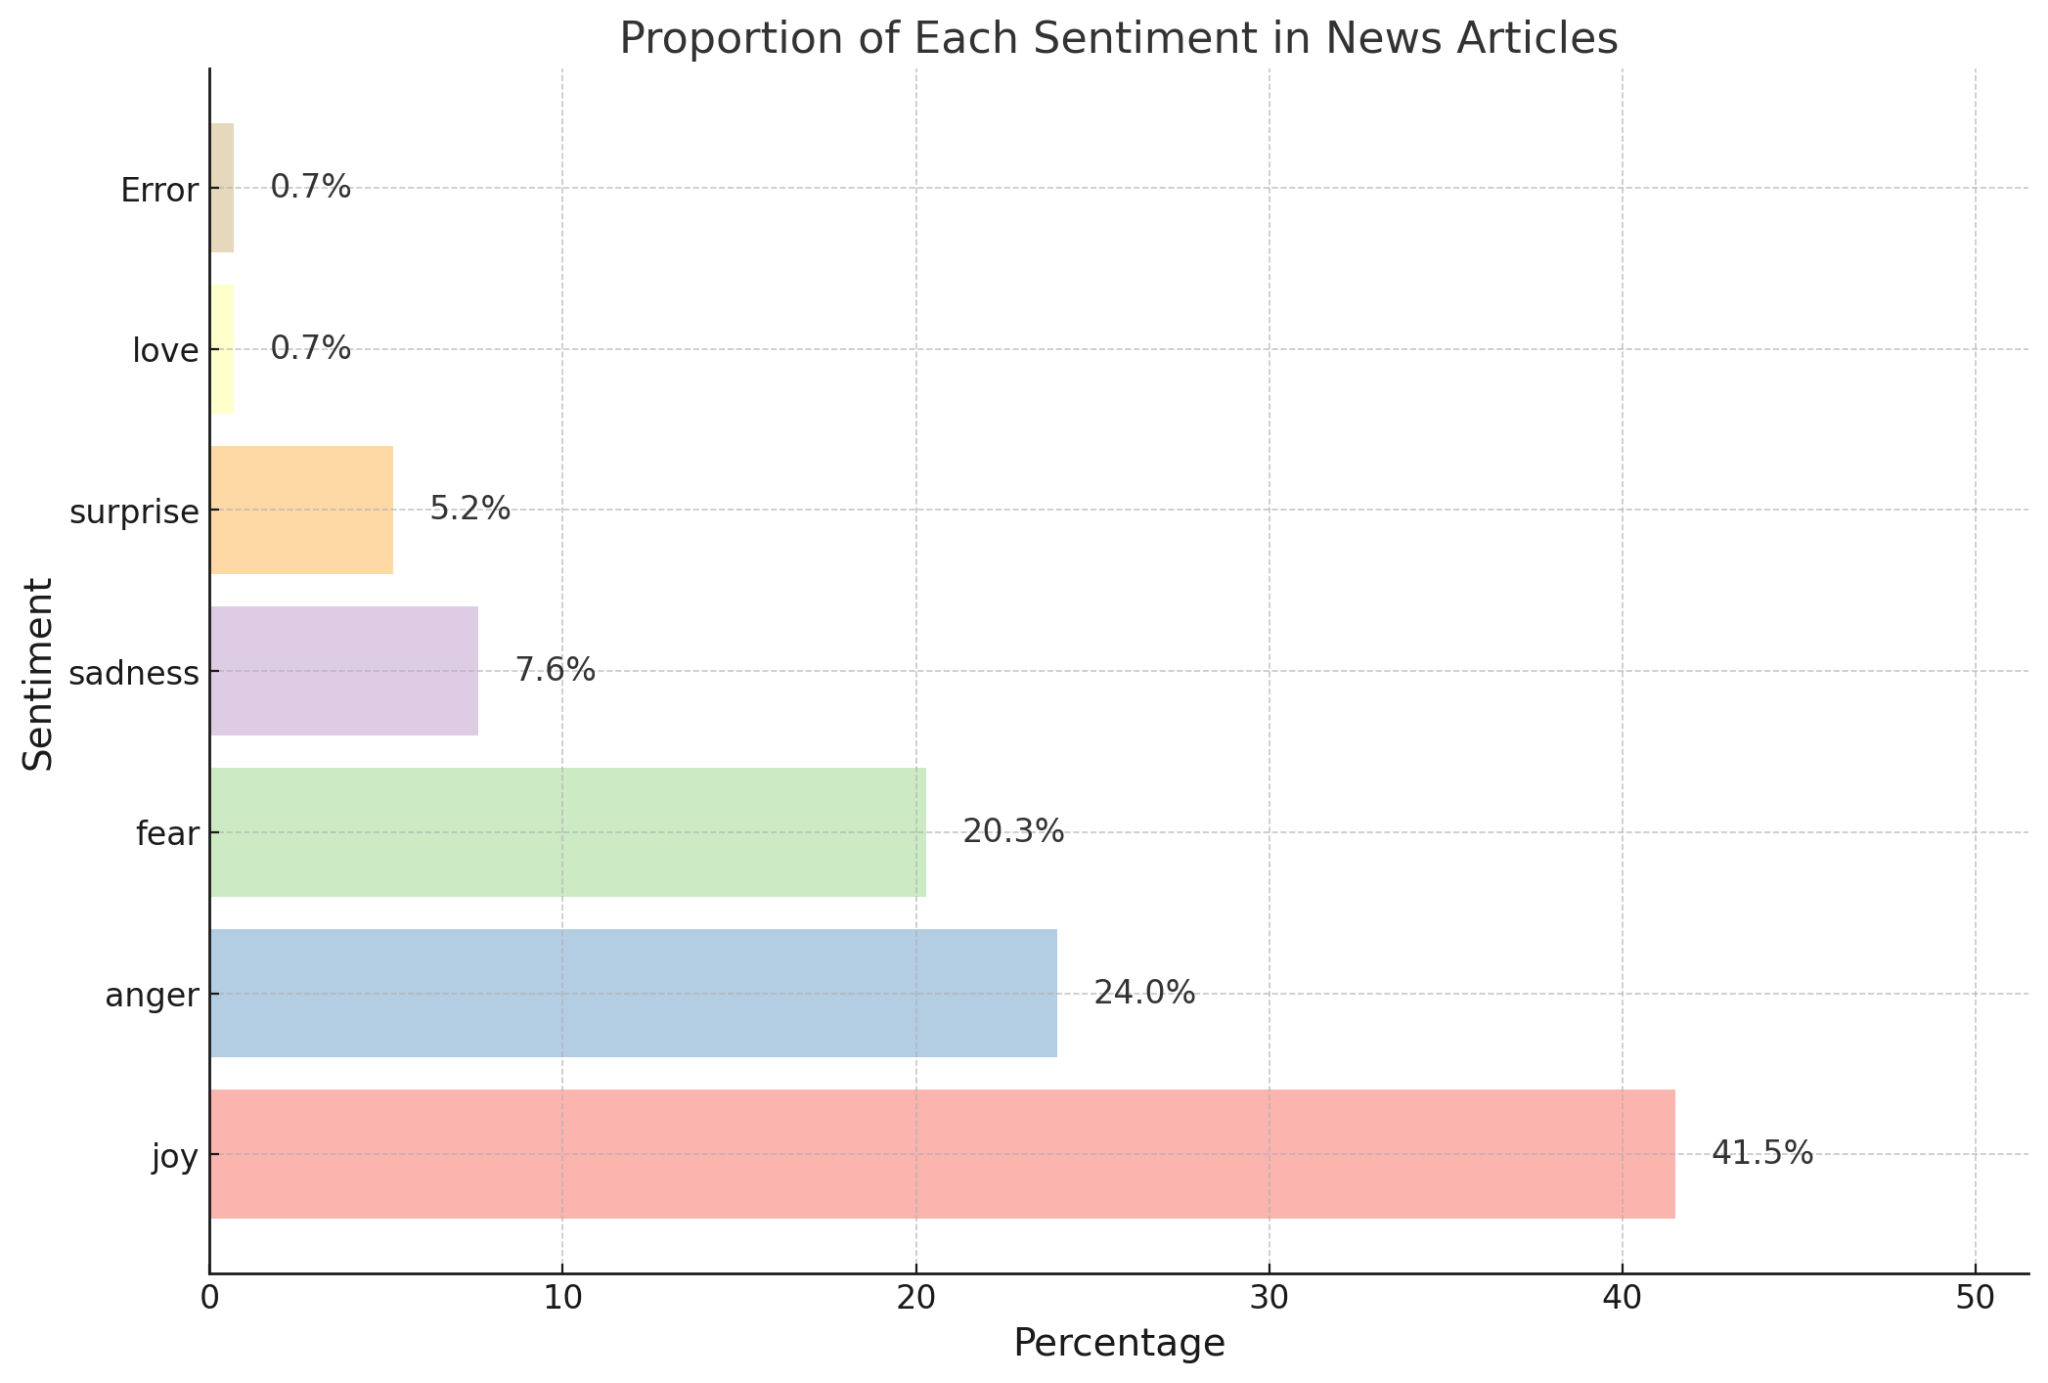 Proportion of Each Sentiment in News Articles
Error
0.7%
love
0.7%
surprise
5.2%
sadness
7.6%
fear
20.3%
anger
24.0%
joy
41.5%
Sentiment
0 10 20 30 40 50
Percentage